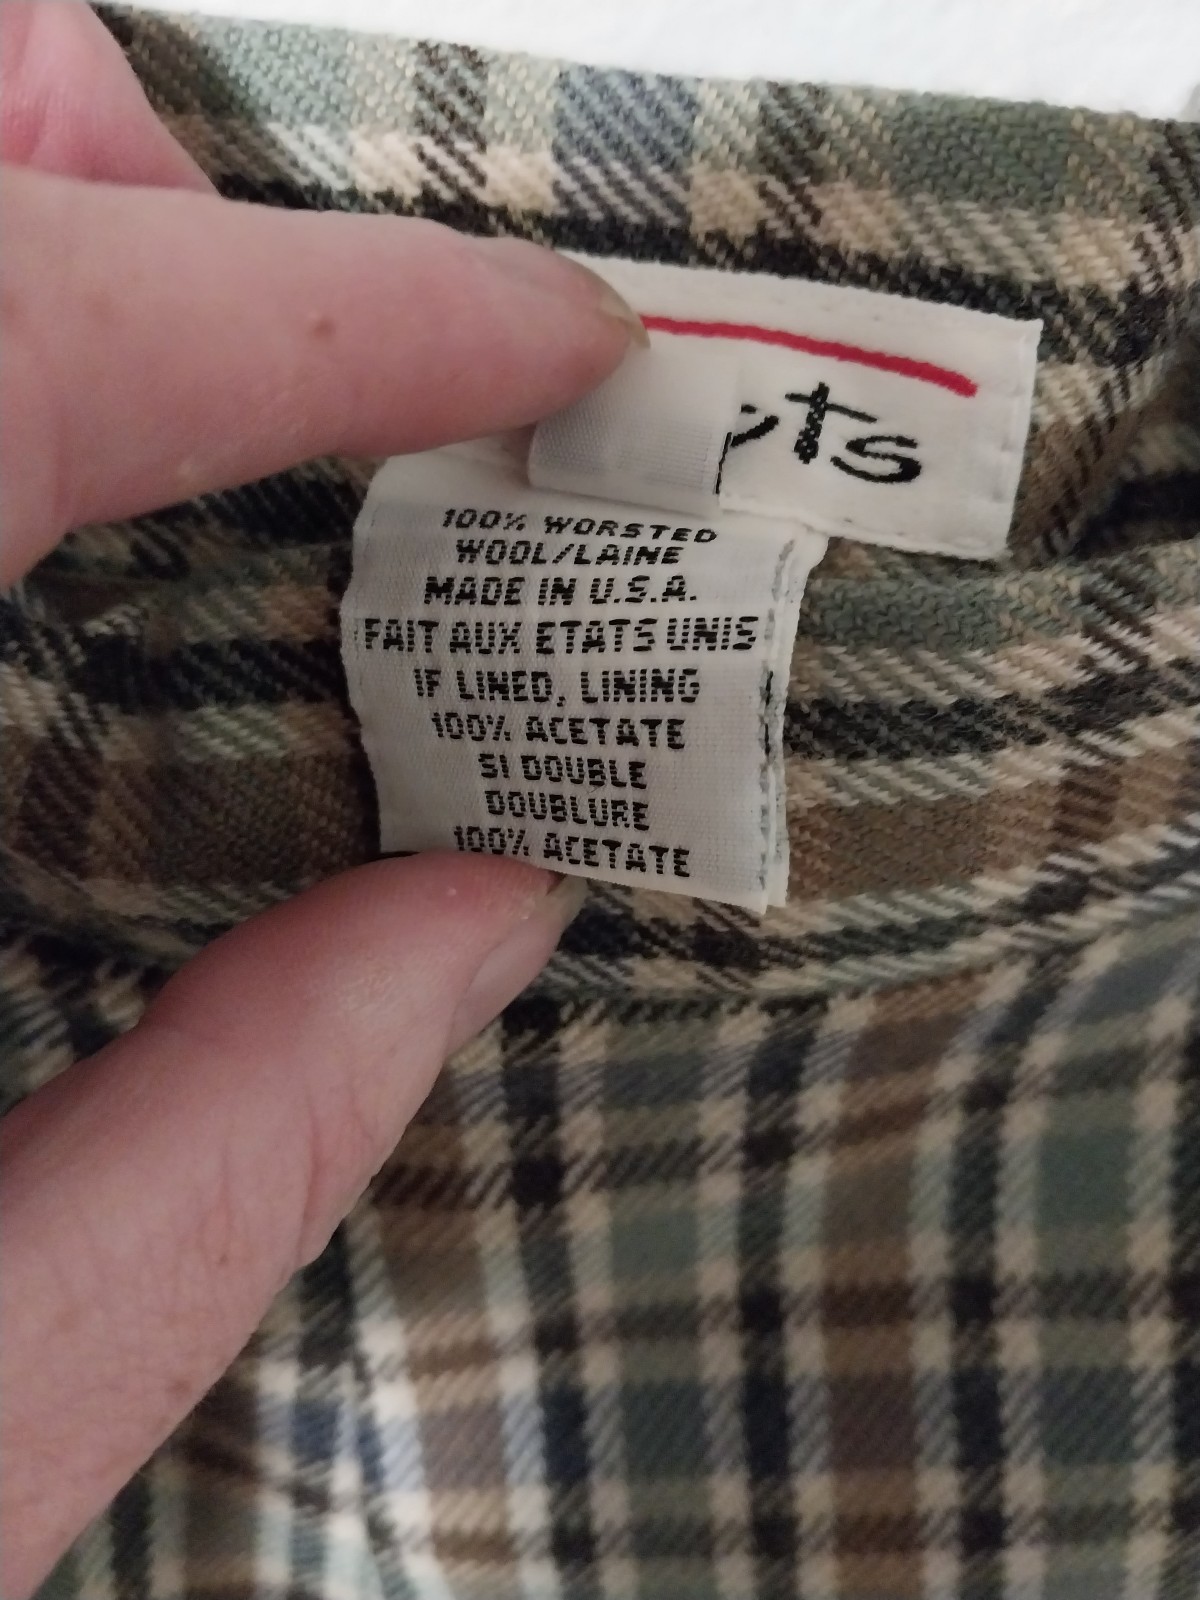 ts
100% WORSTED
WOOL/LAINE
MADE IN U.S.A.
FAIT AUX ETATS UNIS
IF LINED, LINING
100% ACETATE
SI DOUBLE
DOUBLURE
100% ACETATE